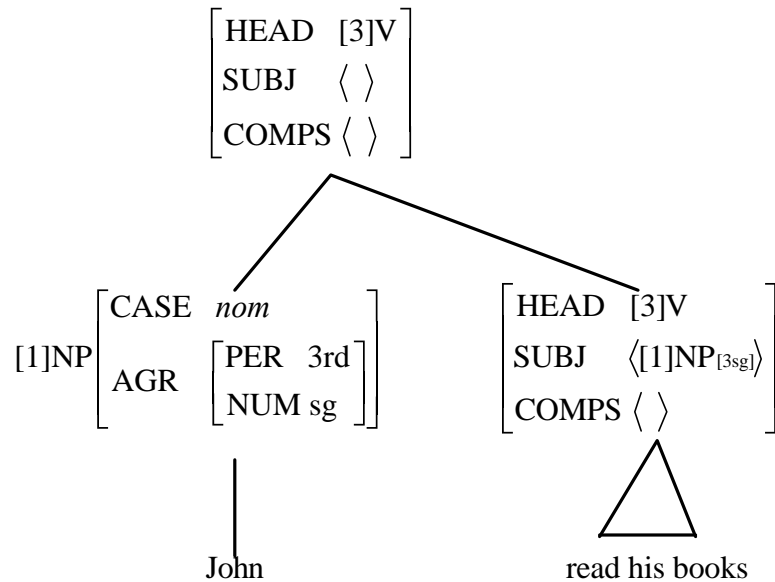 HEAD [3]V
SUBJ ⟨ ⟩
COMPS ⟨ ⟩
[1]NP
CASE nom
AGR
PER 3rd
NUM sg
HEAD [3]V
SUBJ ⟨[1]NP[3sg]⟩
COMPS ⟨ ⟩
John
read his books